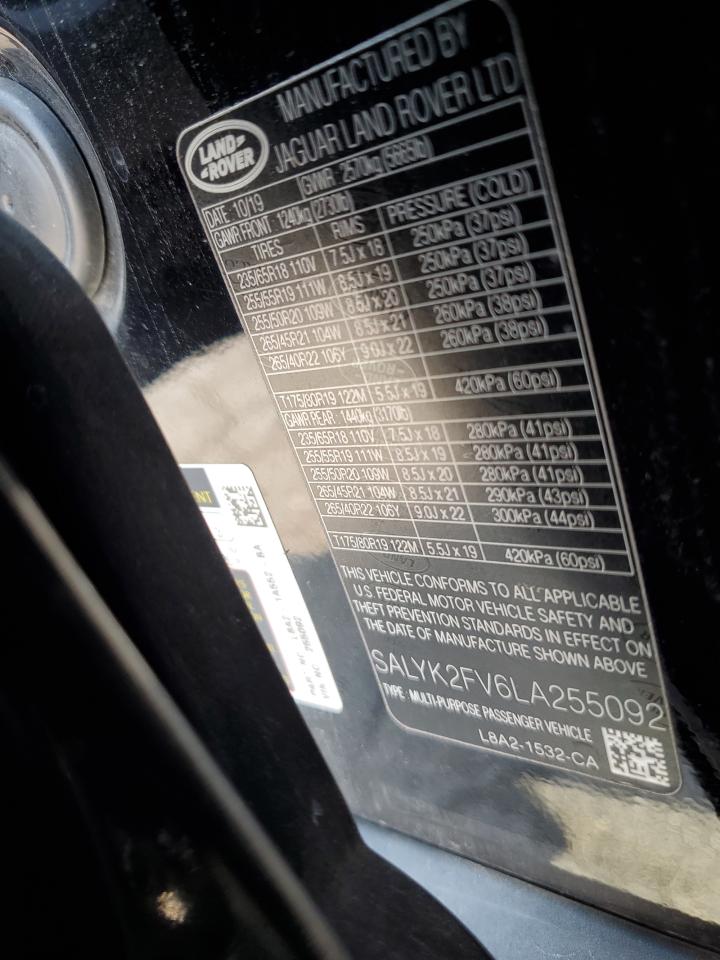 MANUFACTURED BY
JAGUAR LAND ROVER LTD
LAND
ROVER
DATE: 10/19 GVWR 2570kg (5665lb)
GAWR FRONT 1240kg (2730lb)
TIRES RIMS PRESSURE (COLD)
235/65R18 110V 7.5J x 18 250kPa (37psi)
255/55R19 111W 8.5J x 19 250kPa (37psi)
255/50R20 109W 8.5J x 20 250kPa (37psi)
265/45R21 104W 8.5J x 21 260kPa (38psi)
265/40R22 106Y 9.0J x 22 260kPa (38psi)
T175/80R19 122M 5.5J x 19 420kPa (60psi)
GAWR REAR 1440kg (3170lb)
235/65R18 110V 7.5J x 18 280kPa (41psi)
255/55R19 111W 8.5J x 19 280kPa (41psi)
255/50R20 109W 8.5J x 20 280kPa (41psi)
265/45R21 104W 8.5J x 21 290kPa (43psi)
265/40R22 106Y 9.0J x 22 300kPa (44psi)
T175/80R19 122M 5.5J x 19 420kPa (60psi)
THIS VEHICLE CONFORMS TO ALL APPLICABLE
U.S. FEDERAL MOTOR VEHICLE SAFETY AND
THEFT PREVENTION STANDARDS IN EFFECT ON
THE DATE OF MANUFACTURE SHOWN ABOVE
SALYK2FV6LA255092
TYPE : MULTI-PURPOSE PASSENGER VEHICLE
L8A2-1532-CA